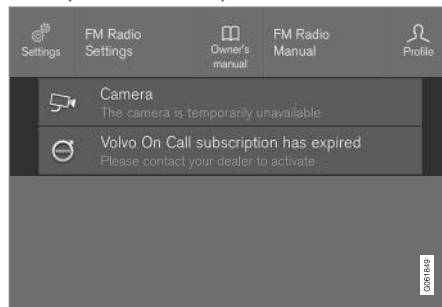 Settings
FM Radio
Settings
Owner's
manual
FM Radio
Manual
Profile
Camera
The camera is temporarily unavailable
Volvo On Call subscription has expired
Please contact your dealer to activate
G061849